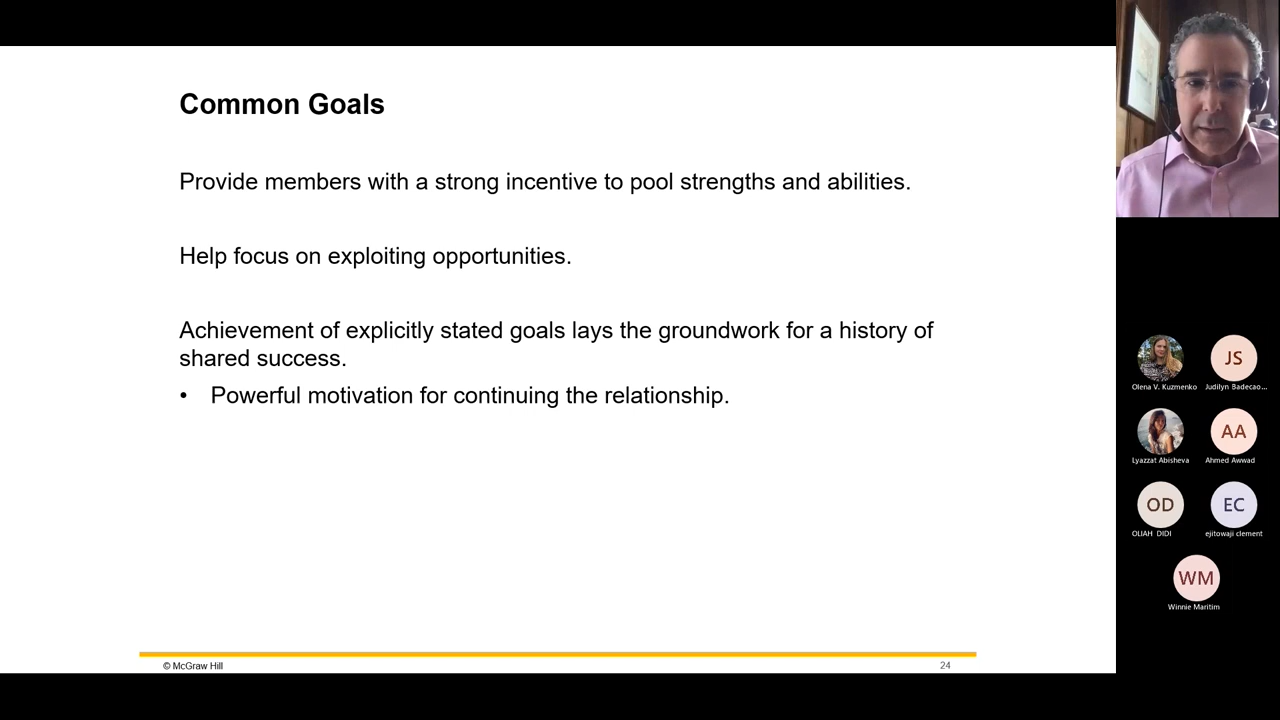 Common Goals
Provide members with a strong incentive to pool strengths and abilities.
Help focus on exploiting opportunities.
Achievement of explicitly stated goals lays the groundwork for a history of
shared success.
• Powerful motivation for continuing the relationship.
© McGraw Hill
24
Olena V. Kuzmenko
JS
Judilyn Badecao...
Lyazzat Abisheva
AA
Ahmed Awwad
OD
OLIAH DIDI
EC
ejitowaji clement
WM
Winnie Maritim